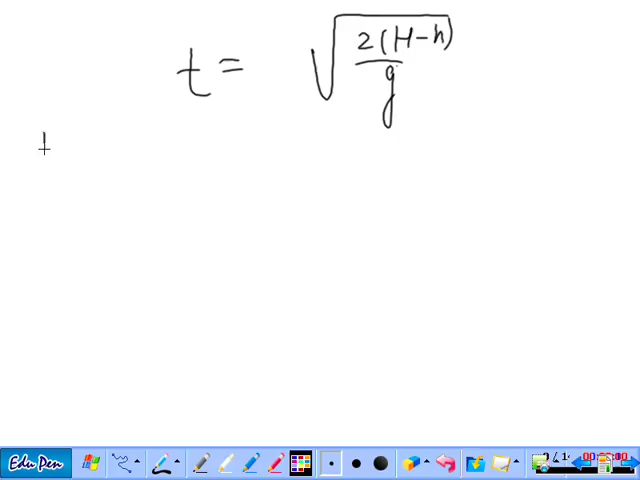 t = √(2(H-h)/g)
Edu Pen